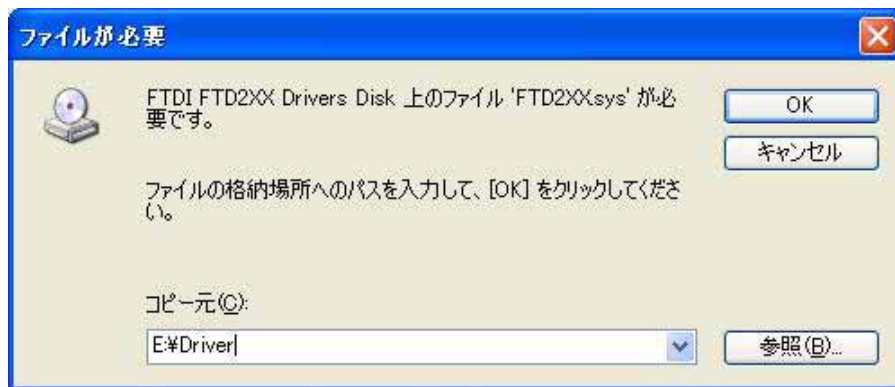 ファイルが必要
FTDI FTD2XX Drivers Disk 上のファイル 'FTD2XX.sys' が必
要です。
OK
キャンセル
ファイルの格納場所へのパスを入力して、[OK] をクリックしてくださ
い。
コピー元(C):
E:¥Driver
参照(B)...